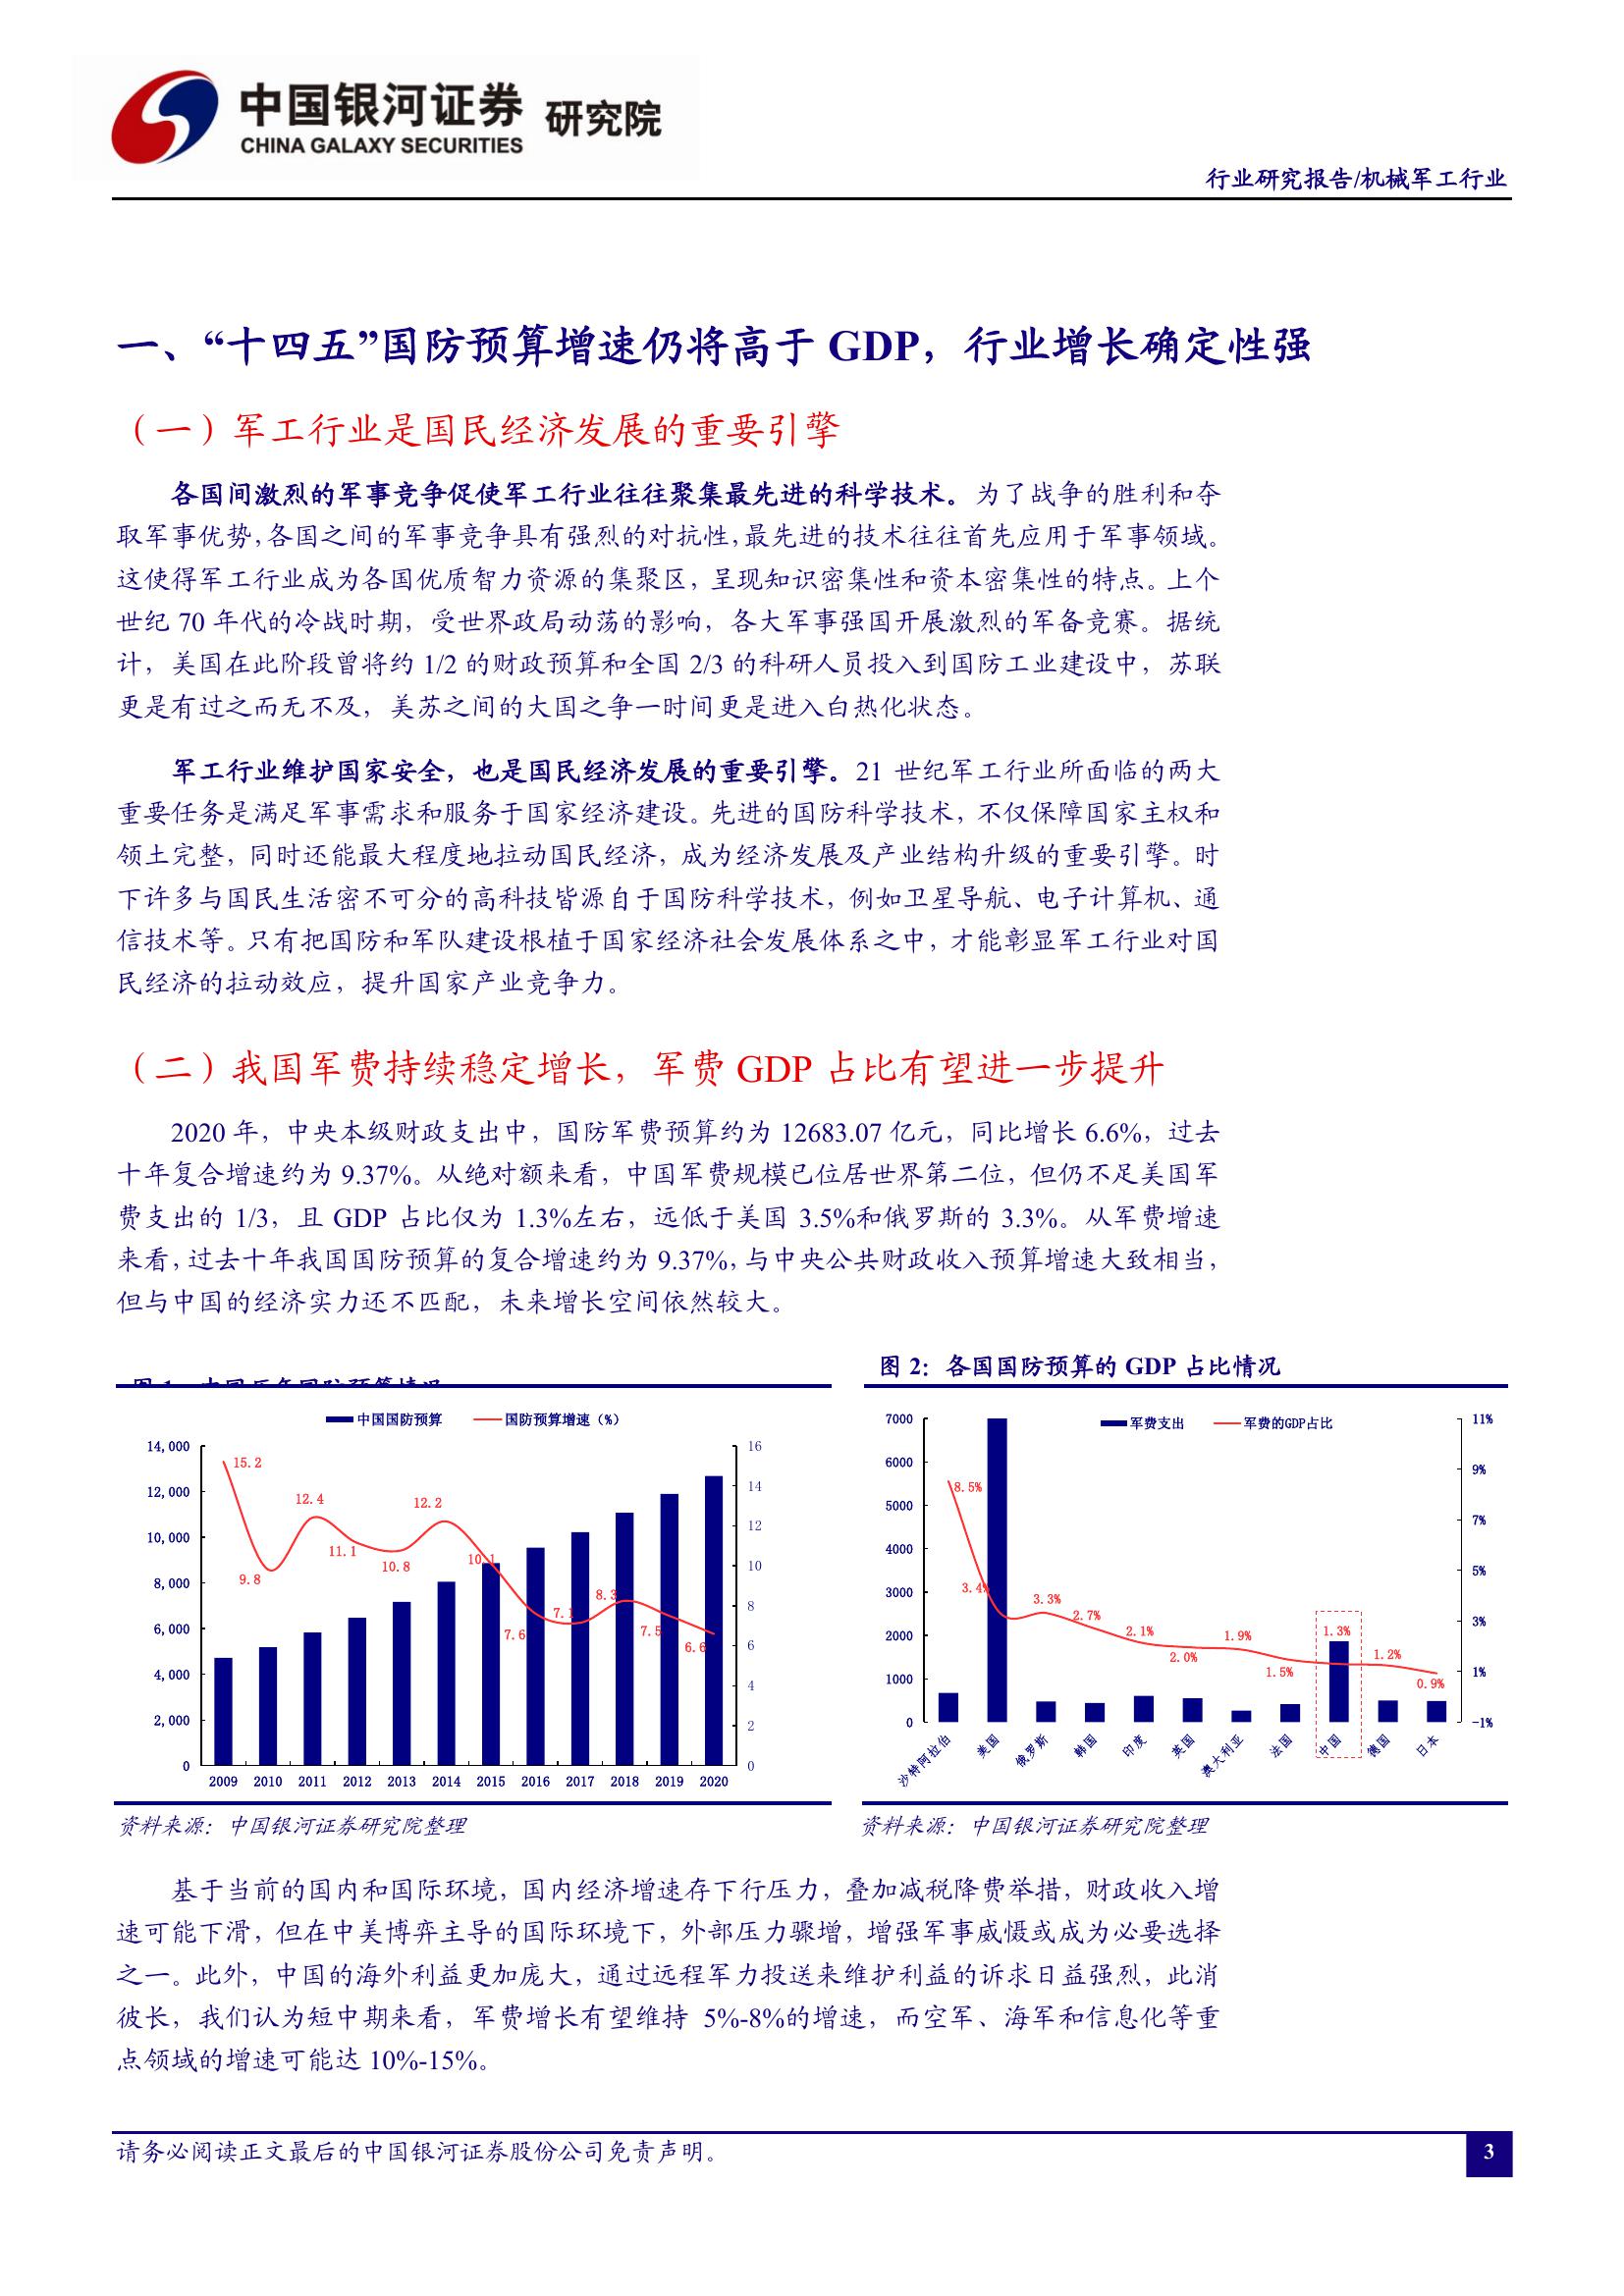 中国银河证券 研究院
CHINA GALAXY SECURITIES
行业研究报告/机械军工行业
一、“十四五”国防预算增速仍将高于 GDP，行业增长确定性强
（一）军工行业是国民经济发展的重要引擎
各国间激烈的军事竞争促使军工行业往往聚集最先进的科学技术。为了战争的胜利和夺
取军事优势，各国之间的军事竞争具有强烈的对抗性，最先进的技术往往首先应用于军事领域。
这使得军工行业成为各国优质智力资源的集聚区，呈现知识密集性和资本密集性的特点。上个
世纪 70 年代的冷战时期，受世界政局动荡的影响，各大军事强国开展激烈的军备竞赛。据统
计，美国在此阶段曾将约 1/2 的财政预算和全国 2/3 的科研人员投入到国防工业建设中，苏联
更是有过之而无不及，美苏之间的大国之争一时间更是进入白热化状态。
军工行业维护国家安全，也是国民经济发展的重要引擎。21 世纪军工行业所面临的两大
重要任务是满足军事需求和服务于国家经济建设。先进的国防科学技术，不仅保障国家主权和
领土完整，同时还能最大程度地拉动国民经济，成为经济发展及产业结构升级的重要引擎。时
下许多与国民生活密不可分的高科技皆源自于国防科学技术，例如卫星导航、电子计算机、通
信技术等。只有把国防和军队建设根植于国家经济社会发展体系之中，才能彰显军工行业对国
民经济的拉动效应，提升国家产业竞争力。
（二）我国军费持续稳定增长，军费 GDP 占比有望进一步提升
2020 年，中央本级财政支出中，国防军费预算约为 12683.07 亿元，同比增长 6.6%，过去
十年复合增速约为 9.37%。从绝对额来看，中国军费规模已位居世界第二位，但仍不足美国军
费支出的 1/3，且 GDP 占比仅为 1.3%左右，远低于美国 3.5%和俄罗斯的 3.3%。从军费增速
来看，过去十年我国国防预算的复合增速约为 9.37%，与中央公共财政收入预算增速大致相当，
但与中国的经济实力还不匹配，未来增长空间依然较大。
中国国防预算 国防预算增速（%）
14,000
12,000
10,000
8,000
6,000
4,000
2,000
0
15.2
9.8
12.4
11.1
10.8
12.2
10.1
7.6
7.1
8.3
7.5
6.6
16
14
12
10
8
6
4
2
0
2009 2010 2011 2012 2013 2014 2015 2016 2017 2018 2019 2020
资料来源：中国银河证券研究院整理
图 2：各国国防预算的 GDP 占比情况
军费支出 军费的GDP占比
7000
6000
5000
4000
3000
2000
1000
0
8.5%
3.4%
3.3%
2.7%
2.1%
2.0%
1.9%
1.5%
1.3%
1.2%
0.9%
11%
9%
7%
5%
3%
1%
-1%
沙特阿拉伯 美国 俄罗斯 韩国 印度 英国 澳大利亚 法国 中国 德国 日本
资料来源：中国银河证券研究院整理
基于当前的国内和国际环境，国内经济增速存下行压力，叠加减税降费举措，财政收入增
速可能下滑，但在中美博弈主导的国际环境下，外部压力骤增，增强军事威慑或成为必要选择
之一。此外，中国的海外利益更加庞大，通过远程军力投送来维护利益的诉求日益强烈，此消
彼长，我们认为短中期来看，军费增长有望维持 5%-8%的增速，而空军、海军和信息化等重
点领域的增速可能达 10%-15%。
请务必阅读正文最后的中国银河证券股份公司免责声明。
3